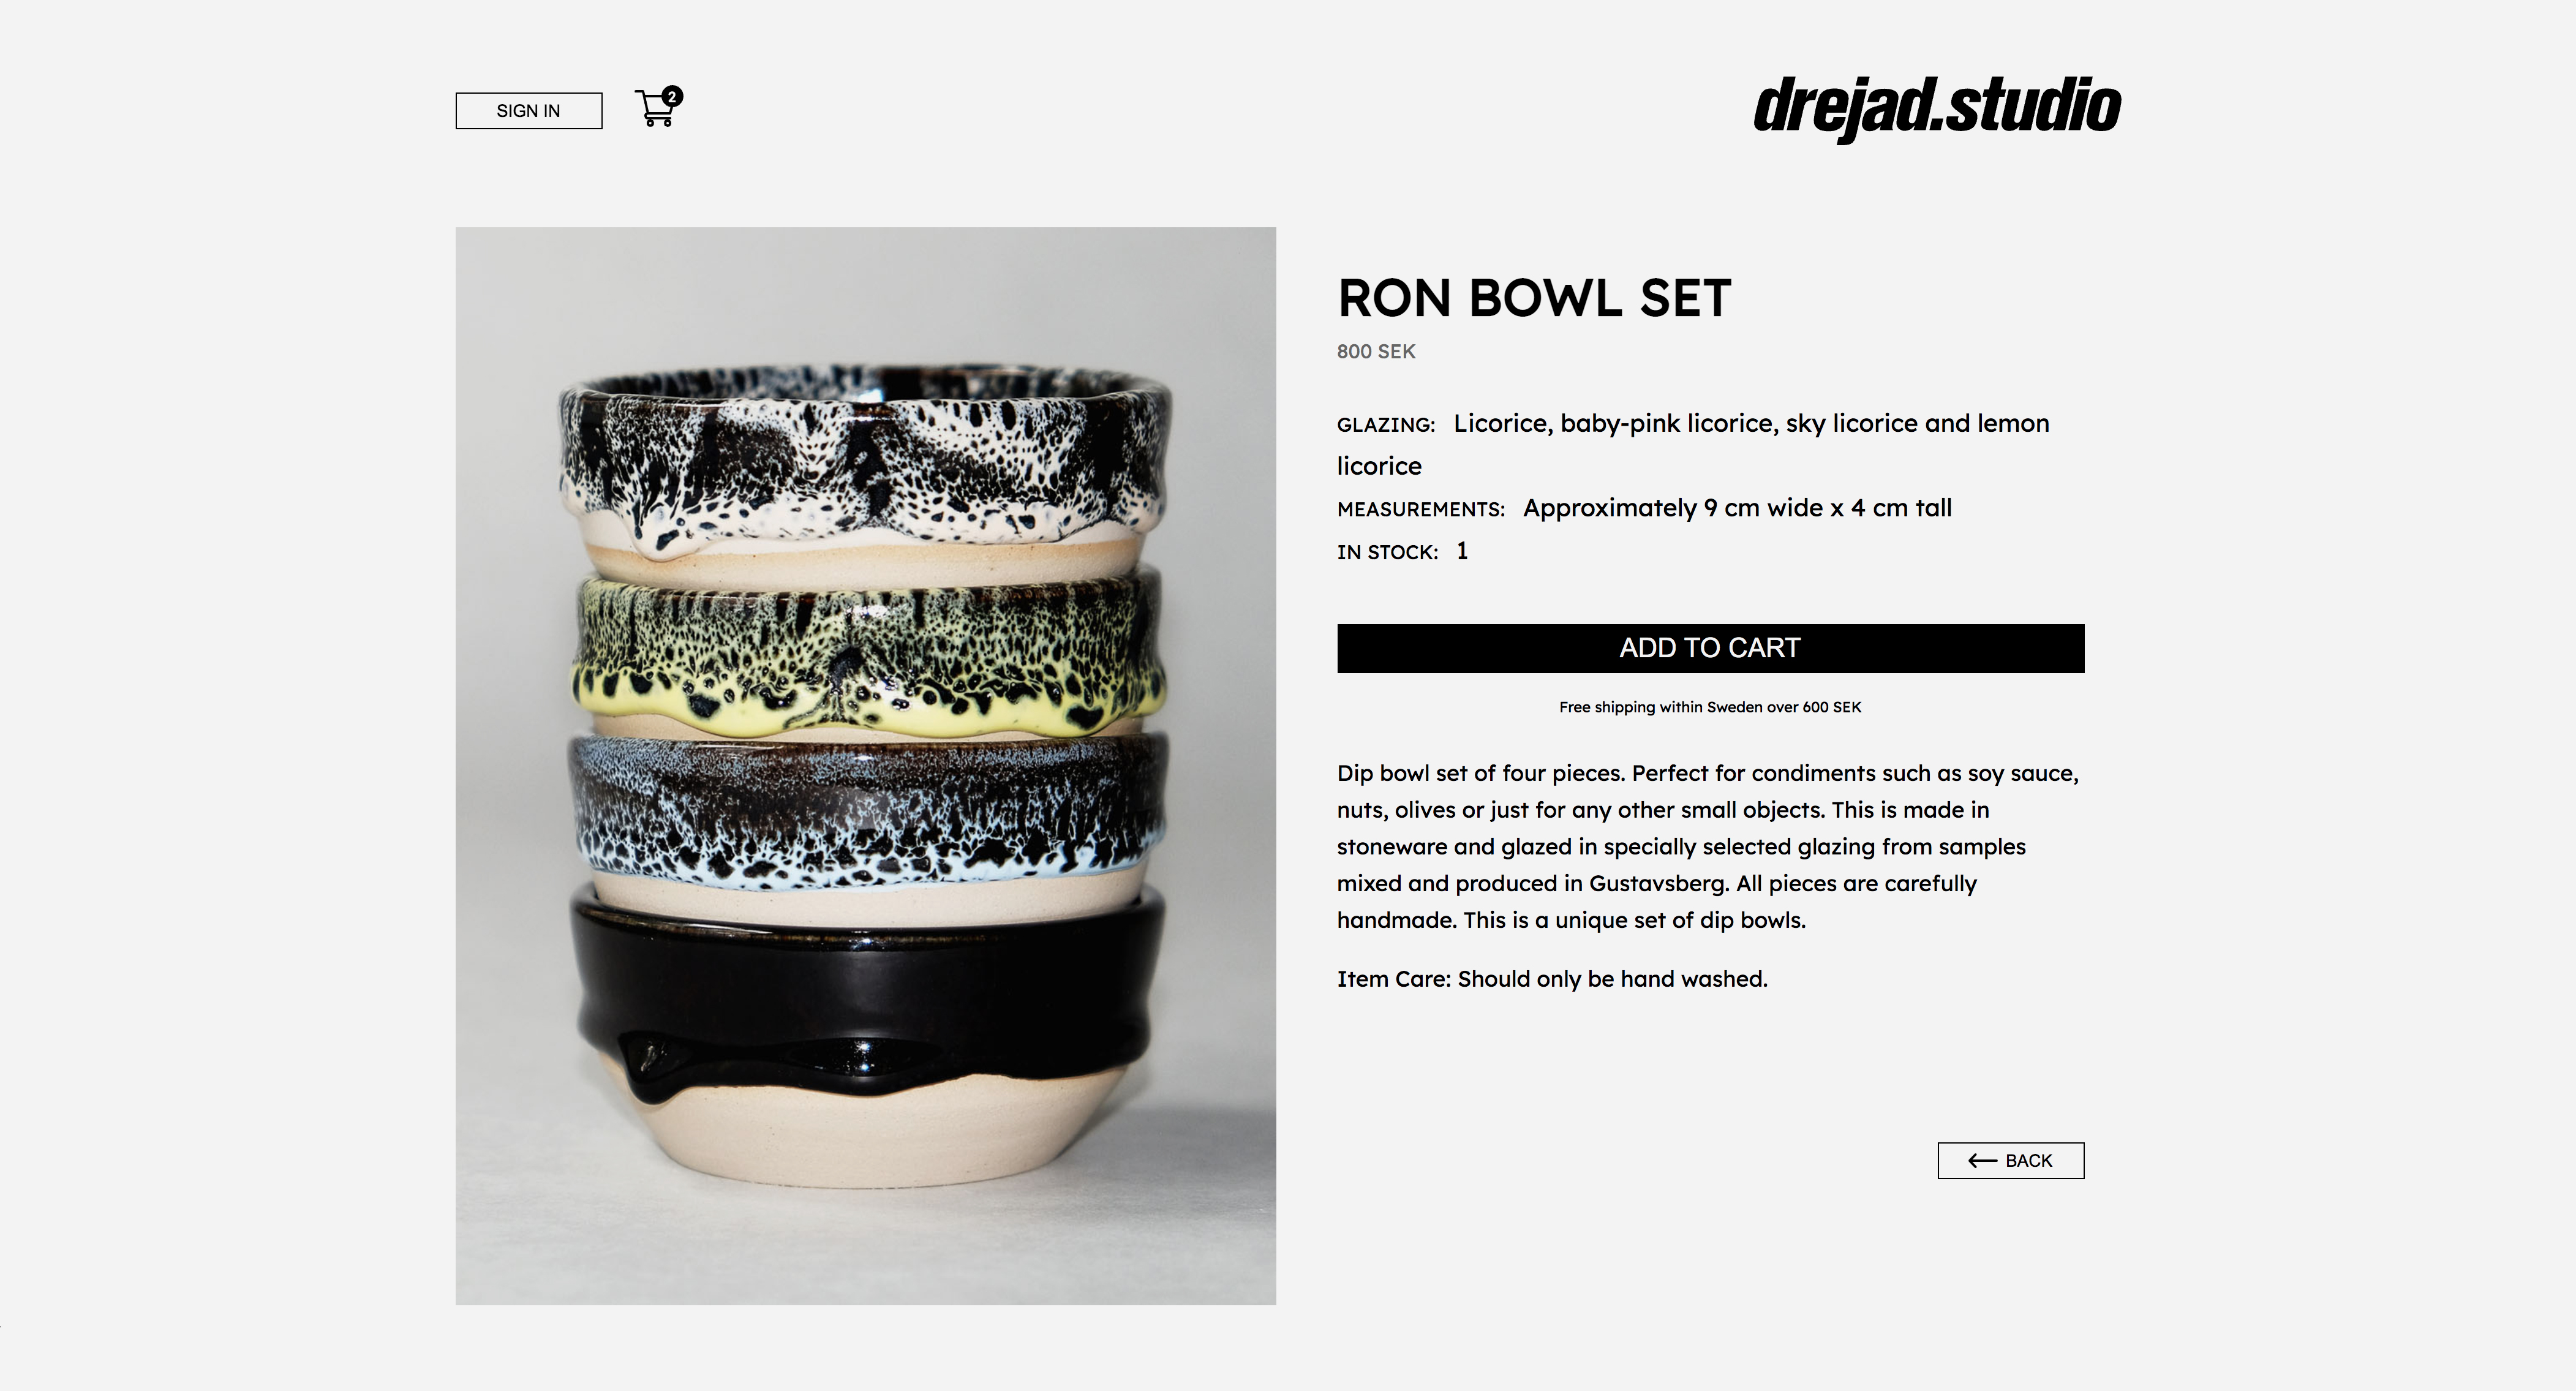 SIGN IN
2
drejad.studio
RON BOWL SET
800 SEK
GLAZING: Licorice, baby-pink licorice, sky licorice and lemon
licorice
MEASUREMENTS: Approximately 9 cm wide x 4 cm tall
IN STOCK: 1
ADD TO CART
Free shipping within Sweden over 600 SEK
Dip bowl set of four pieces. Perfect for condiments such as soy sauce,
nuts, olives or just for any other small objects. This is made in
stoneware and glazed in specially selected glazing from samples
mixed and produced in Gustavsberg. All pieces are carefully
handmade. This is a unique set of dip bowls.
Item Care: Should only be hand washed.
BACK